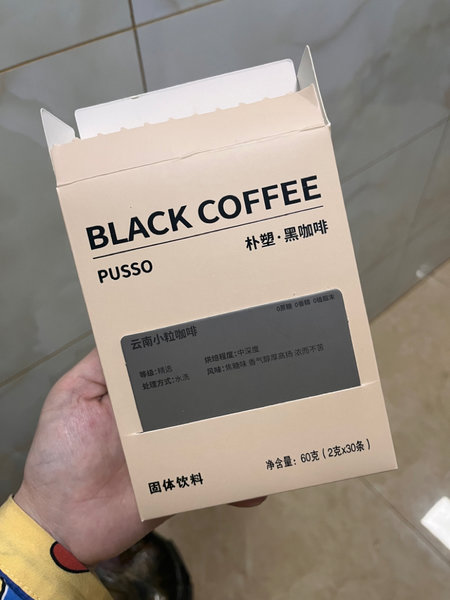 BLACK COFFEE
朴塑·黑咖啡
PUSSO
0蔗糖 0香精 0植脂末
云南小粒咖啡
等级:精选 烘焙程度:中深度
处理方式:水洗 风味:焦糖味 香气醇厚高扬 浓而不苦
净含量：60克（2克x30条）
固体饮料